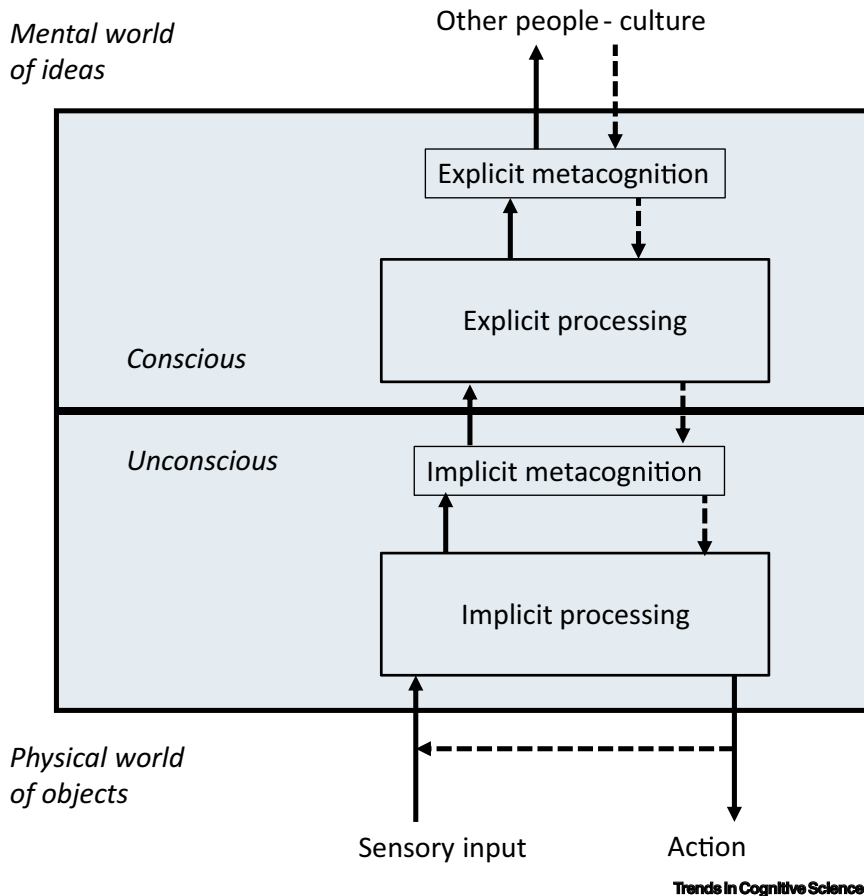 Mental world
of ideas
Other people - culture
Explicit metacognition
Explicit processing
Conscious
Unconscious
Implicit metacognition
Implicit processing
Physical world
of objects
Sensory input
Action
Trends in Cognitive Sciences